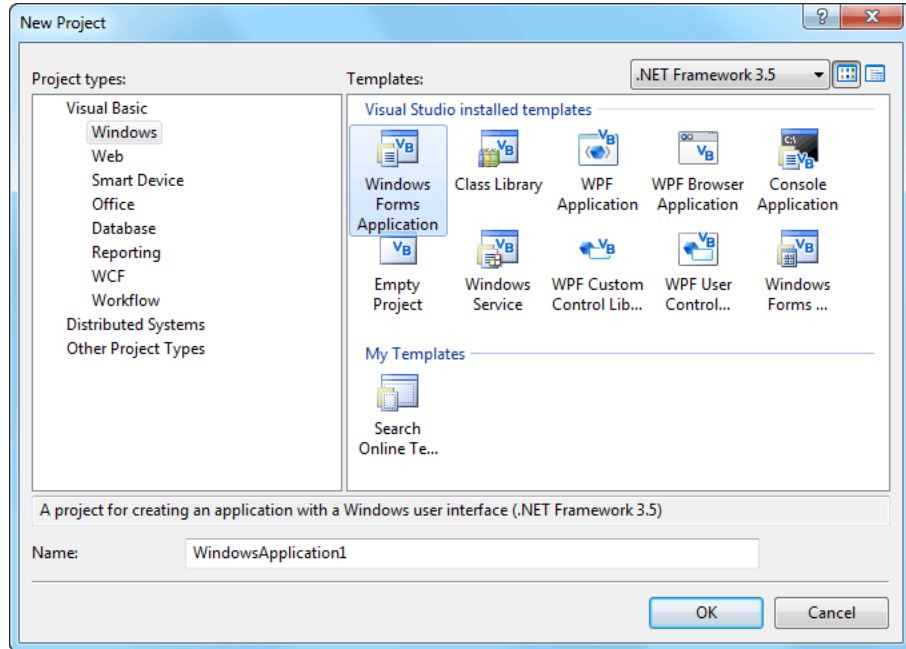 New Project
Project types:
Templates:
.NET Framework 3.5
Visual Basic
Windows
Web
Smart Device
Office
Database
Reporting
WCF
Workflow
Distributed Systems
Other Project Types
Visual Studio installed templates
Windows
Forms
Application
Class Library
WPF
Application
WPF Browser
Application
Console
Application
Empty
Project
Windows
Service
WPF Custom
Control Lib...
WPF User
Control...
Windows
Forms ...
My Templates
Search
Online Te...
A project for creating an application with a Windows user interface (.NET Framework 3.5)
Name:
WindowsApplication1
OK
Cancel